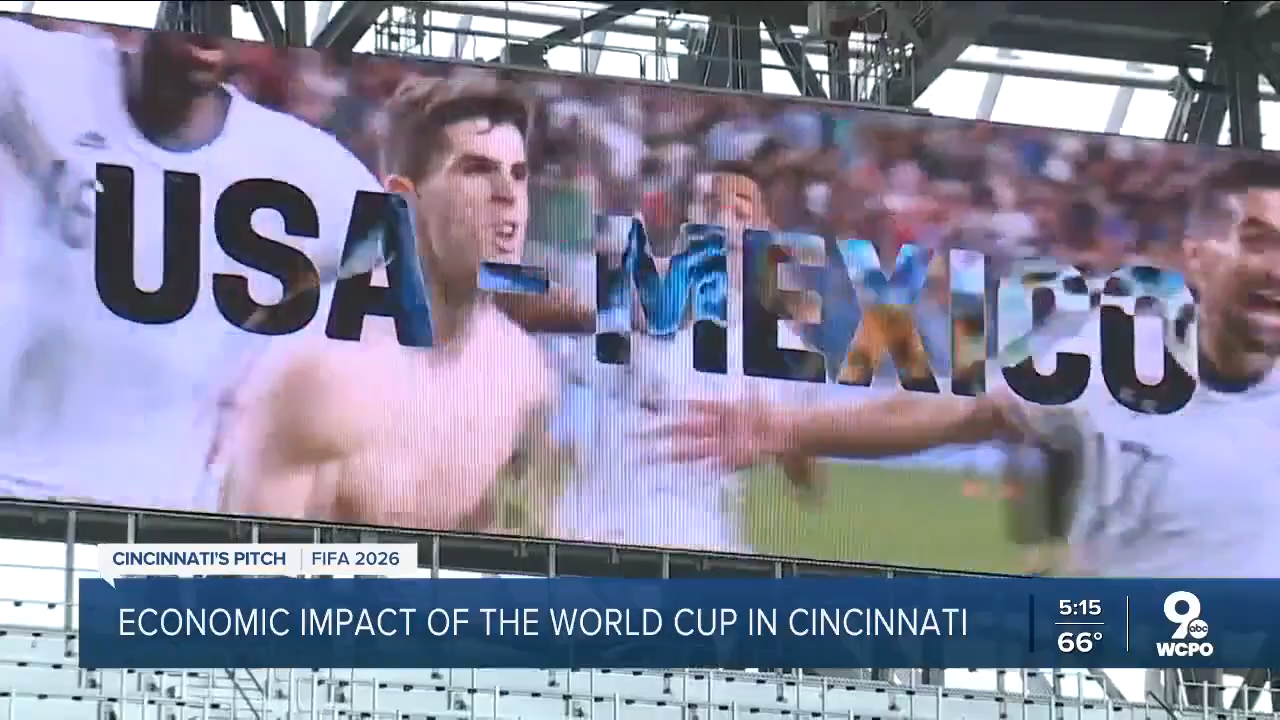 USA - MEXICO
CINCINNATI'S PITCH | FIFA 2026
ECONOMIC IMPACT OF THE WORLD CUP IN CINCINNATI
5:15
66°
9
abc
WCPO